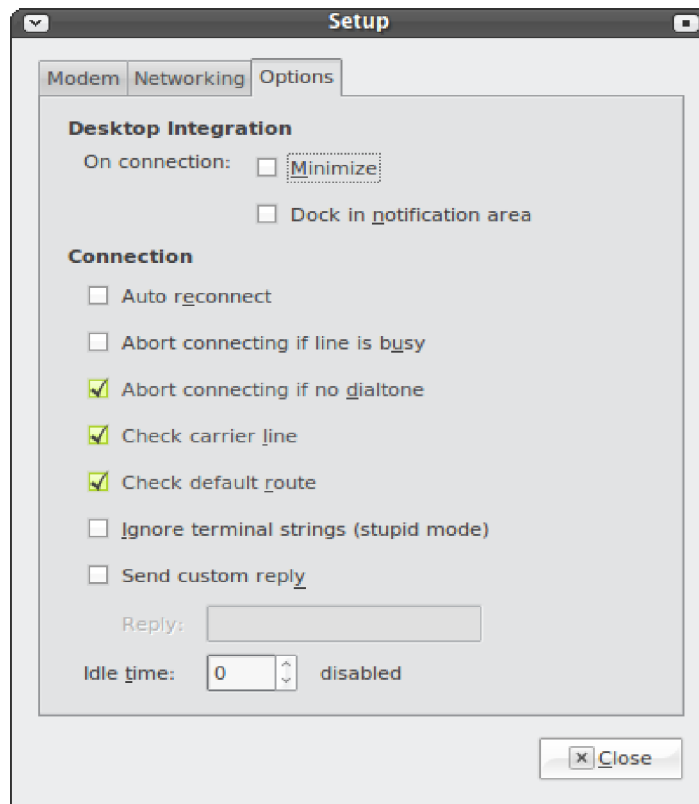 Setup
Modem Networking Options
Desktop Integration
On connection: Minimize
Dock in notification area
Connection
Auto reconnect
Abort connecting if line is busy
Abort connecting if no dialtone
Check carrier line
Check default route
Ignore terminal strings (stupid mode)
Send custom reply
Reply:
Idle time: 0 disabled
Close